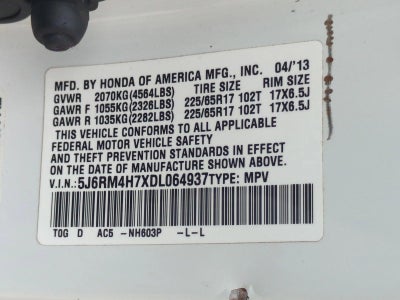 MFD. BY HONDA OF AMERICA MFG., INC. 04/'13
GVWR 2070KG(4564LBS) TIRE SIZE RIM SIZE
GAWR F 1055KG(2326LBS) 225/65R17 102T 17X6.5J
GAWR R 1035KG(2282LBS) 225/65R17 102T 17X6.5J
THIS VEHICLE CONFORMS TO ALL APPLICABLE
FEDERAL MOTOR VEHICLE SAFETY
AND THEFT PREVENTION STANDARDS IN EFFECT
ON THE DATE OF MANUFACTURE SHOWN ABOVE.
V.I.N: 5J6RM4H7XDL064937 TYPE: MPV
TOG D AC5 -NH603P -L-L